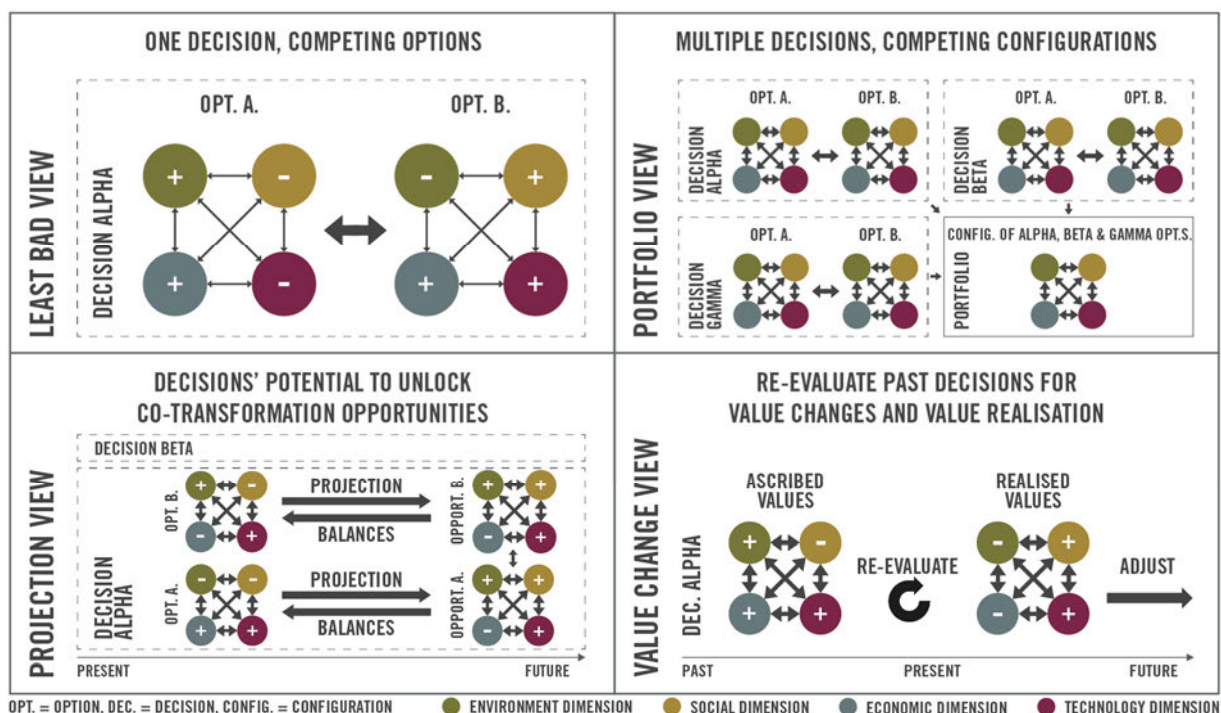 ONE DECISION, COMPETING OPTIONS
LEAST BAD VIEW
DECISION ALPHA
OPT. A.
OPT. B.
+
-
-
+
+
-
+
+
MULTIPLE DECISIONS, COMPETING CONFIGURATIONS
PORTFOLIO VIEW
DECISION
ALPHA
OPT. A.
OPT. B.
DECISION
BETA
OPT. A.
OPT. B.
DECISION
GAMMA
OPT. A.
OPT. B.
CONFIG. OF ALPHA, BETA & GAMMA OPT.S.
PORTFOLIO
DECISIONS' POTENTIAL TO UNLOCK
CO-TRANSFORMATION OPPORTUNITIES
PROJECTION VIEW
DECISION BETA
DECISION
ALPHA
OPT. B.
+
-
-
+
PROJECTION
BALANCES
OPPORT. B.
+
+
-
+
OPT. A.
-
-
+
+
PROJECTION
BALANCES
OPPORT. A.
+
+
-
+
PRESENT
FUTURE
RE-EVALUATE PAST DECISIONS FOR
VALUE CHANGES AND VALUE REALISATION
VALUE CHANGE VIEW
DEC. ALPHA
ASCRIBED
VALUES
+
-
+
+
RE-EVALUATE
REALISED
VALUES
-
+
-
+
ADJUST
PAST
PRESENT
FUTURE
OPT. = OPTION, DEC. = DECISION, CONFIG. = CONFIGURATION
ENVIRONMENT DIMENSION
SOCIAL DIMENSION
ECONOMIC DIMENSION
TECHNOLOGY DIMENSION